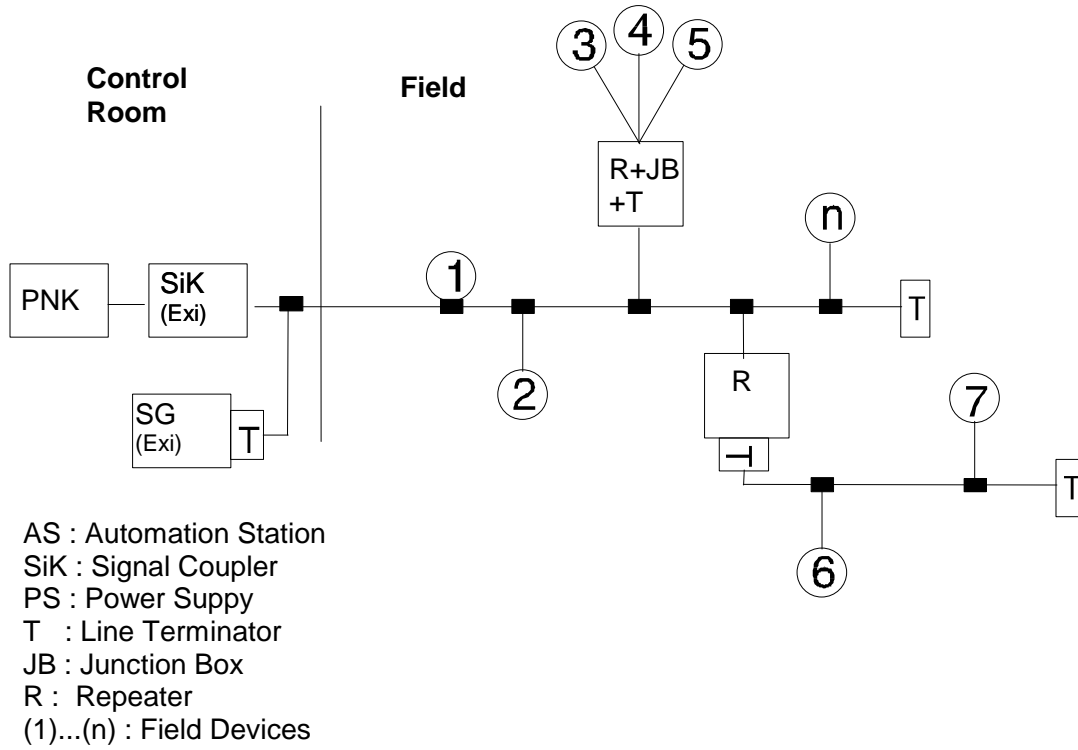 3
4
5
Control
Room
Field
R+JB
+T
n
1
SiK
(Exi)
PNK
T
2
R
7
SG
(Exi)
T
T
T
6
AS : Automation Station
SiK : Signal Coupler
PS : Power Suppy
T : Line Terminator
JB : Junction Box
R : Repeater
(1)...(n) : Field Devices